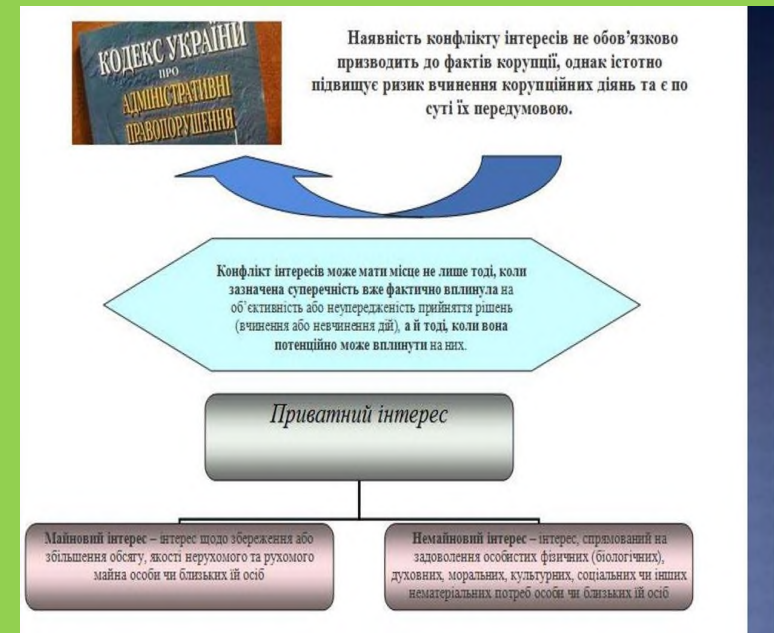 КОДЕКС УКРАЇНИ
ПРО
АДМІНІСТРАТИВНІ
ПРАВОПОРУШЕННЯ
Наявність конфлікту інтересів не обов’язково
призводить до фактів корупції, однак істотно
підвищує ризик вчинення корупційних діянь та є по
суті їх передумовою.
Конфлікт інтересів може мати місце не лише тоді, коли
зазначена суперечність вже фактично вплинула на
об’єктивність або неупередженість прийняття рішень
(вчинення або невчинення дій), а й тоді, коли вона
потенційно може вплинути на них.
Приватний інтерес
Майновий інтерес – інтерес щодо збереження або
збільшення обсягу, якості нерухомого та рухомого
майна особи чи близьких їй осіб
Немайновий інтерес – інтерес, спрямований на
задоволення особистих фізичних (біологічних),
духовних, моральних, культурних, соціальних чи інших
нематеріальних потреб особи чи близьких їй осіб